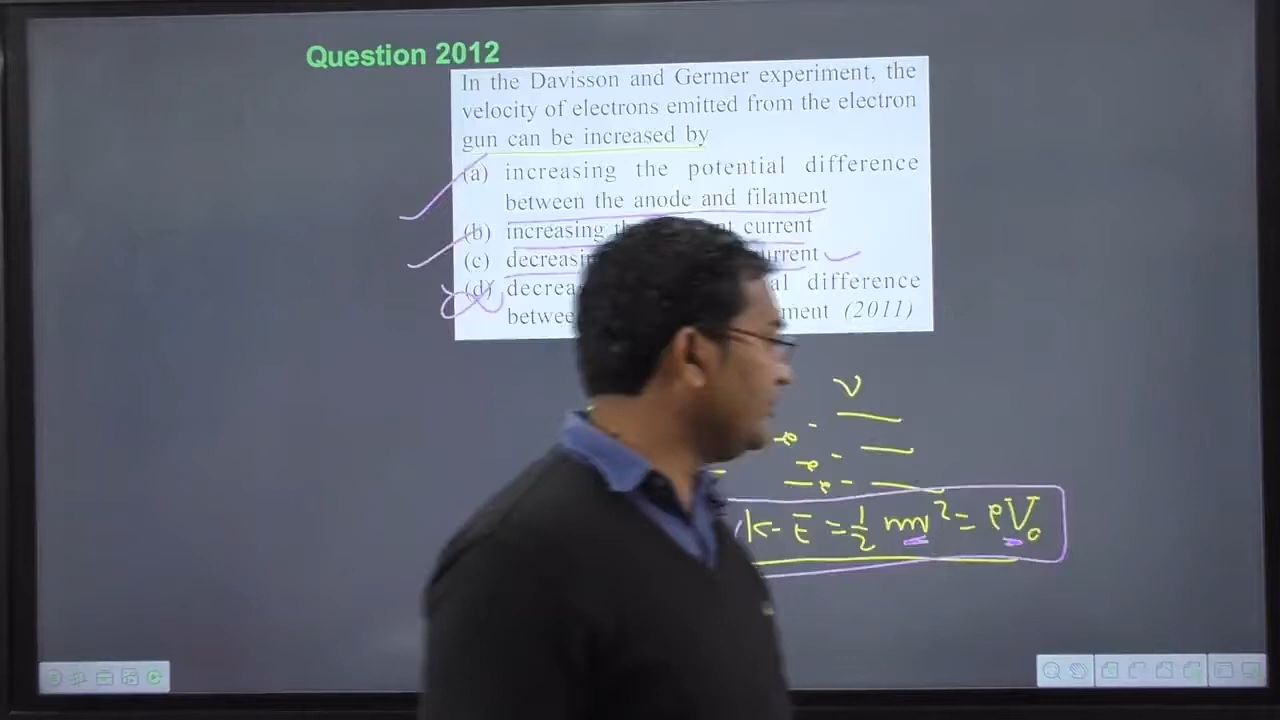 Question 2012
In the Davisson and Germer experiment, the
velocity of electrons emitted from the electron
gun can be increased by
(a) increasing the potential difference
between the anode and filament
(b) increasing current
(c)
(d) difference
(2011)
V
e -
e -
e -
K-E = 1/2 mv² = eV₀